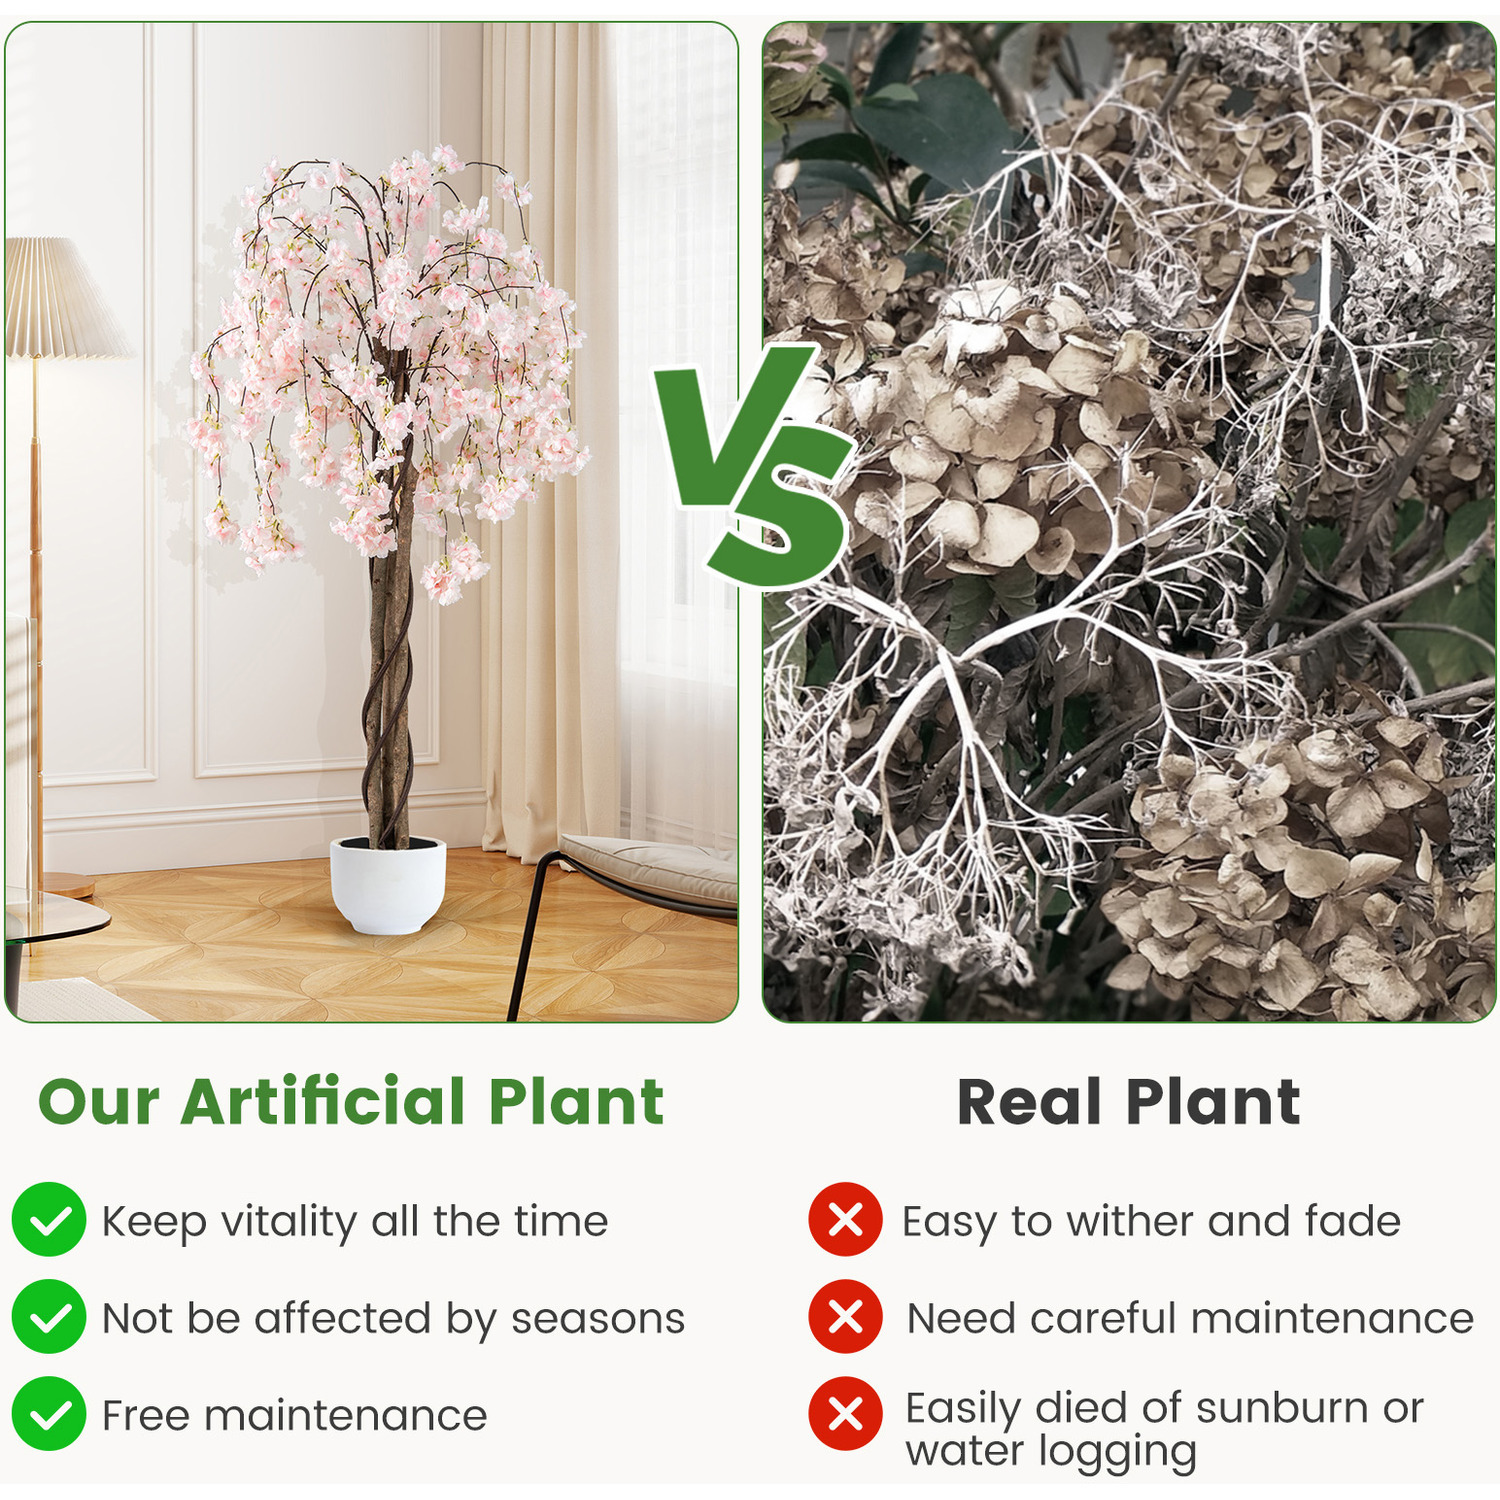 VS
Our Artificial Plant
Keep vitality all the time
Not be affected by seasons
Free maintenance
Real Plant
Easy to wither and fade
Need careful maintenance
Easily died of sunburn or
water logging